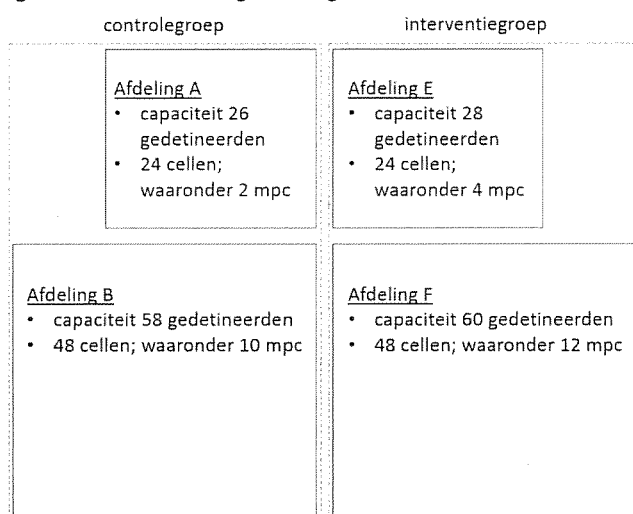 controlegroep
interventiegroep
Afdeling A
• capaciteit 26
gedetineerden
• 24 cellen;
waaronder 2 mpc
Afdeling E
• capaciteit 28
gedetineerden
• 24 cellen;
waaronder 4 mpc
Afdeling B
• capaciteit 58 gedetineerden
• 48 cellen; waaronder 10 mpc
Afdeling F
• capaciteit 60 gedetineerden
• 48 cellen; waaronder 12 mpc